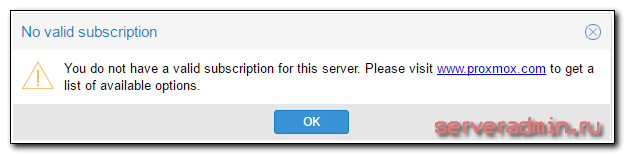 No valid subscription
You do not have a valid subscription for this server. Please visit www.proxmox.com to get a
list of available options.
OK
serveradmin.ru